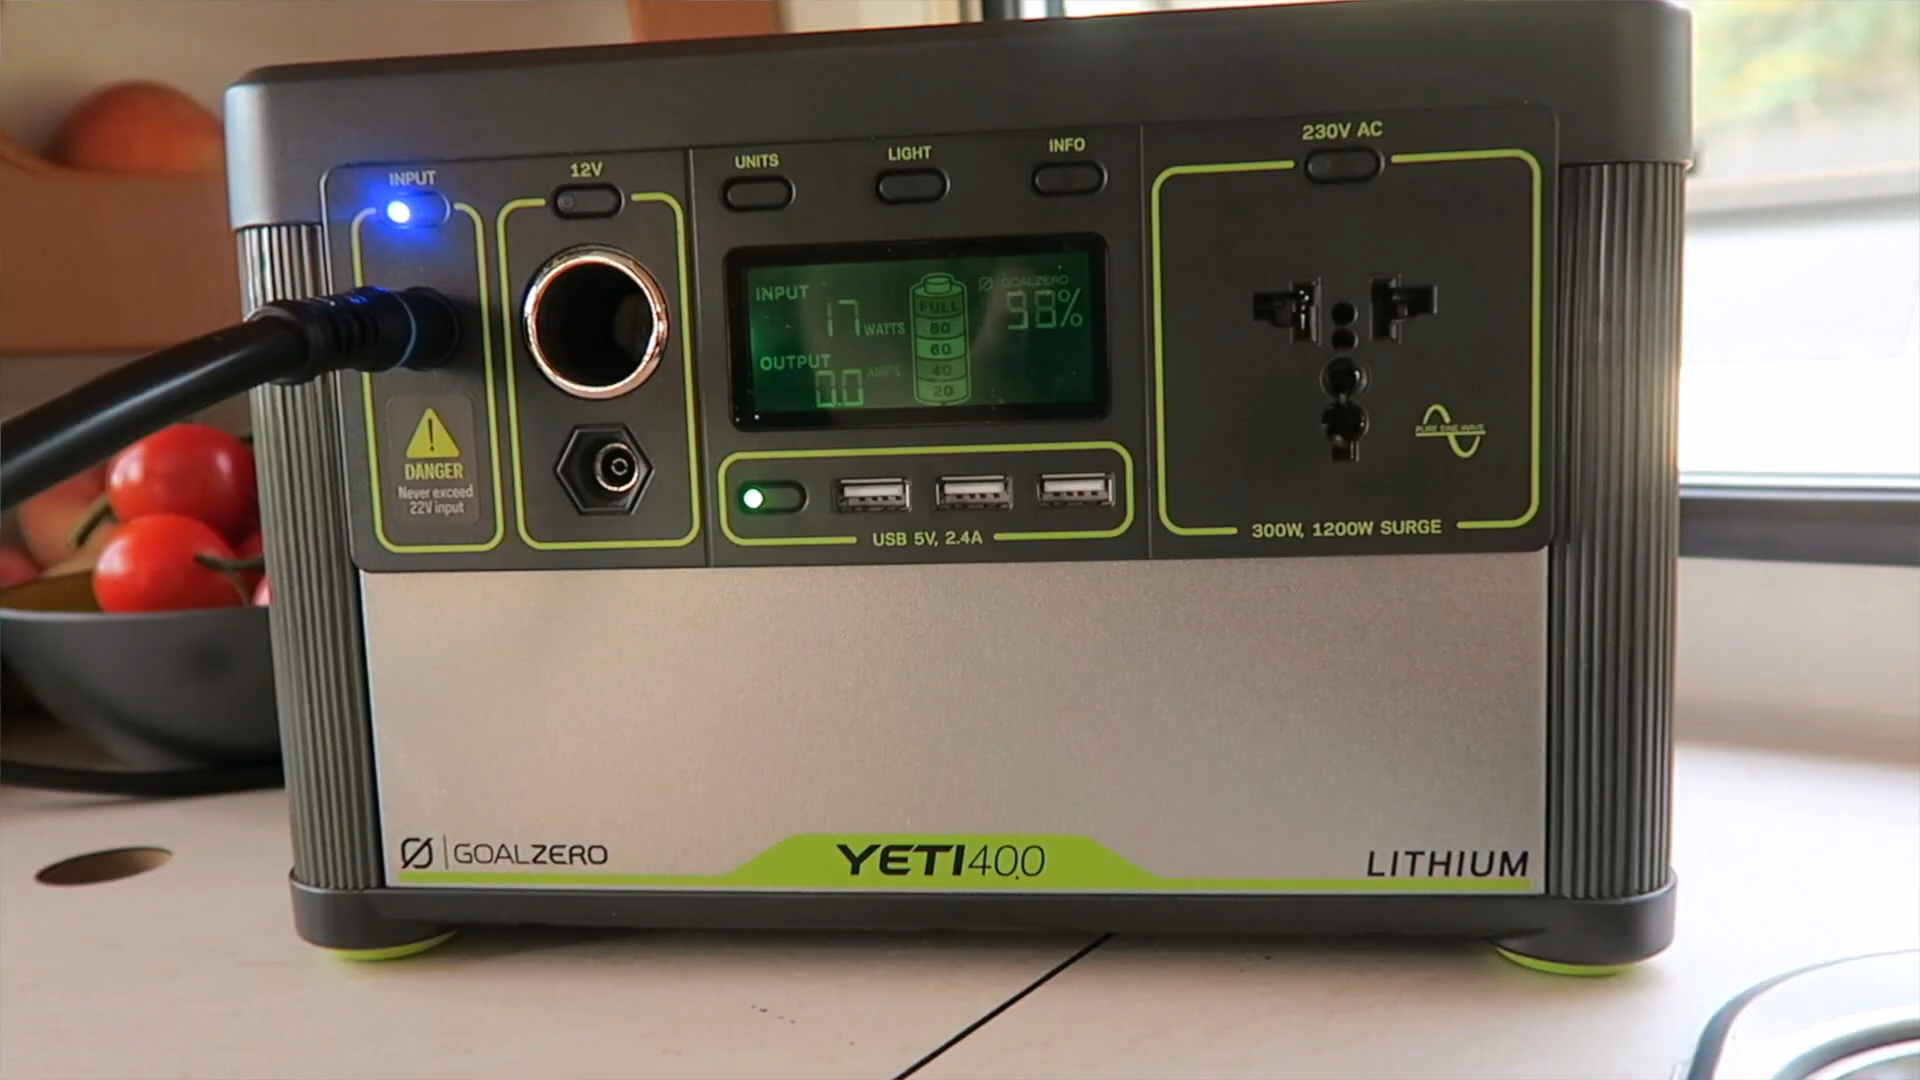 INPUT
12V
UNITS
LIGHT
INFO
230V AC
INPUT
17 WATTS
OUTPUT
0.0 AMPS
FULL
80
60
40
20
GOALZERO
98%
DANGER
Never exceed
22V input
USB 5V, 2.4A
PURE SINE WAVE
300W, 1200W SURGE
GOALZERO
YETI400
LITHIUM